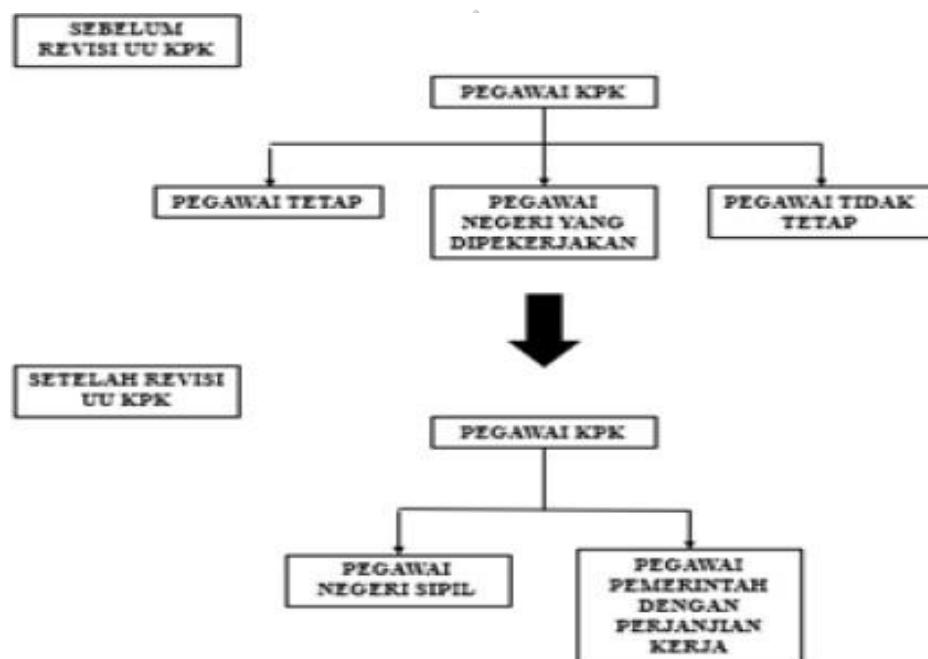 SEBELUM
REVISI UU KPK
PEGAWAI KPK
PEGAWAI TETAP
PEGAWAI
NEGERI YANG
DIPEKERJAKAN
PEGAWAI TIDAK
TETAP
SETELAH REVISI
UU KPK
PEGAWAI KPK
PEGAWAI
NEGERI SIPIL
PEGAWAI
PEMERINTAH
DENGAN
PERJANJIAN
KERJA